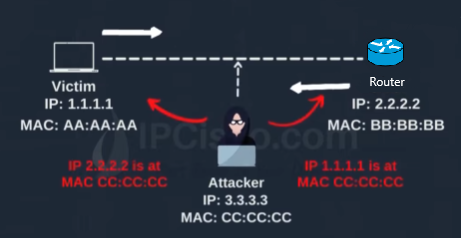 Victim
IP: 1.1.1.1
MAC: AA:AA:AA
Router
IP: 2.2.2.2
MAC: BB:BB:BB
IPCisco.com
IP 2.2.2.2 is at
MAC CC:CC:CC
IP 1.1.1.1 is at
MAC CC:CC:CC
Attacker
IP: 3.3.3.3
MAC: CC:CC:CC